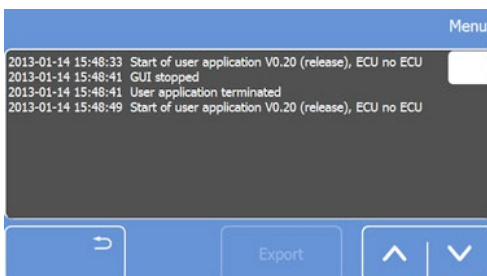 Menu
2013-01-14 15:48:33 Start of user application V0.20 (release), ECU no ECU
2013-01-14 15:48:41 GUI stopped
2013-01-14 15:48:41 User application terminated
2013-01-14 15:48:49 Start of user application V0.20 (release), ECU no ECU
Export